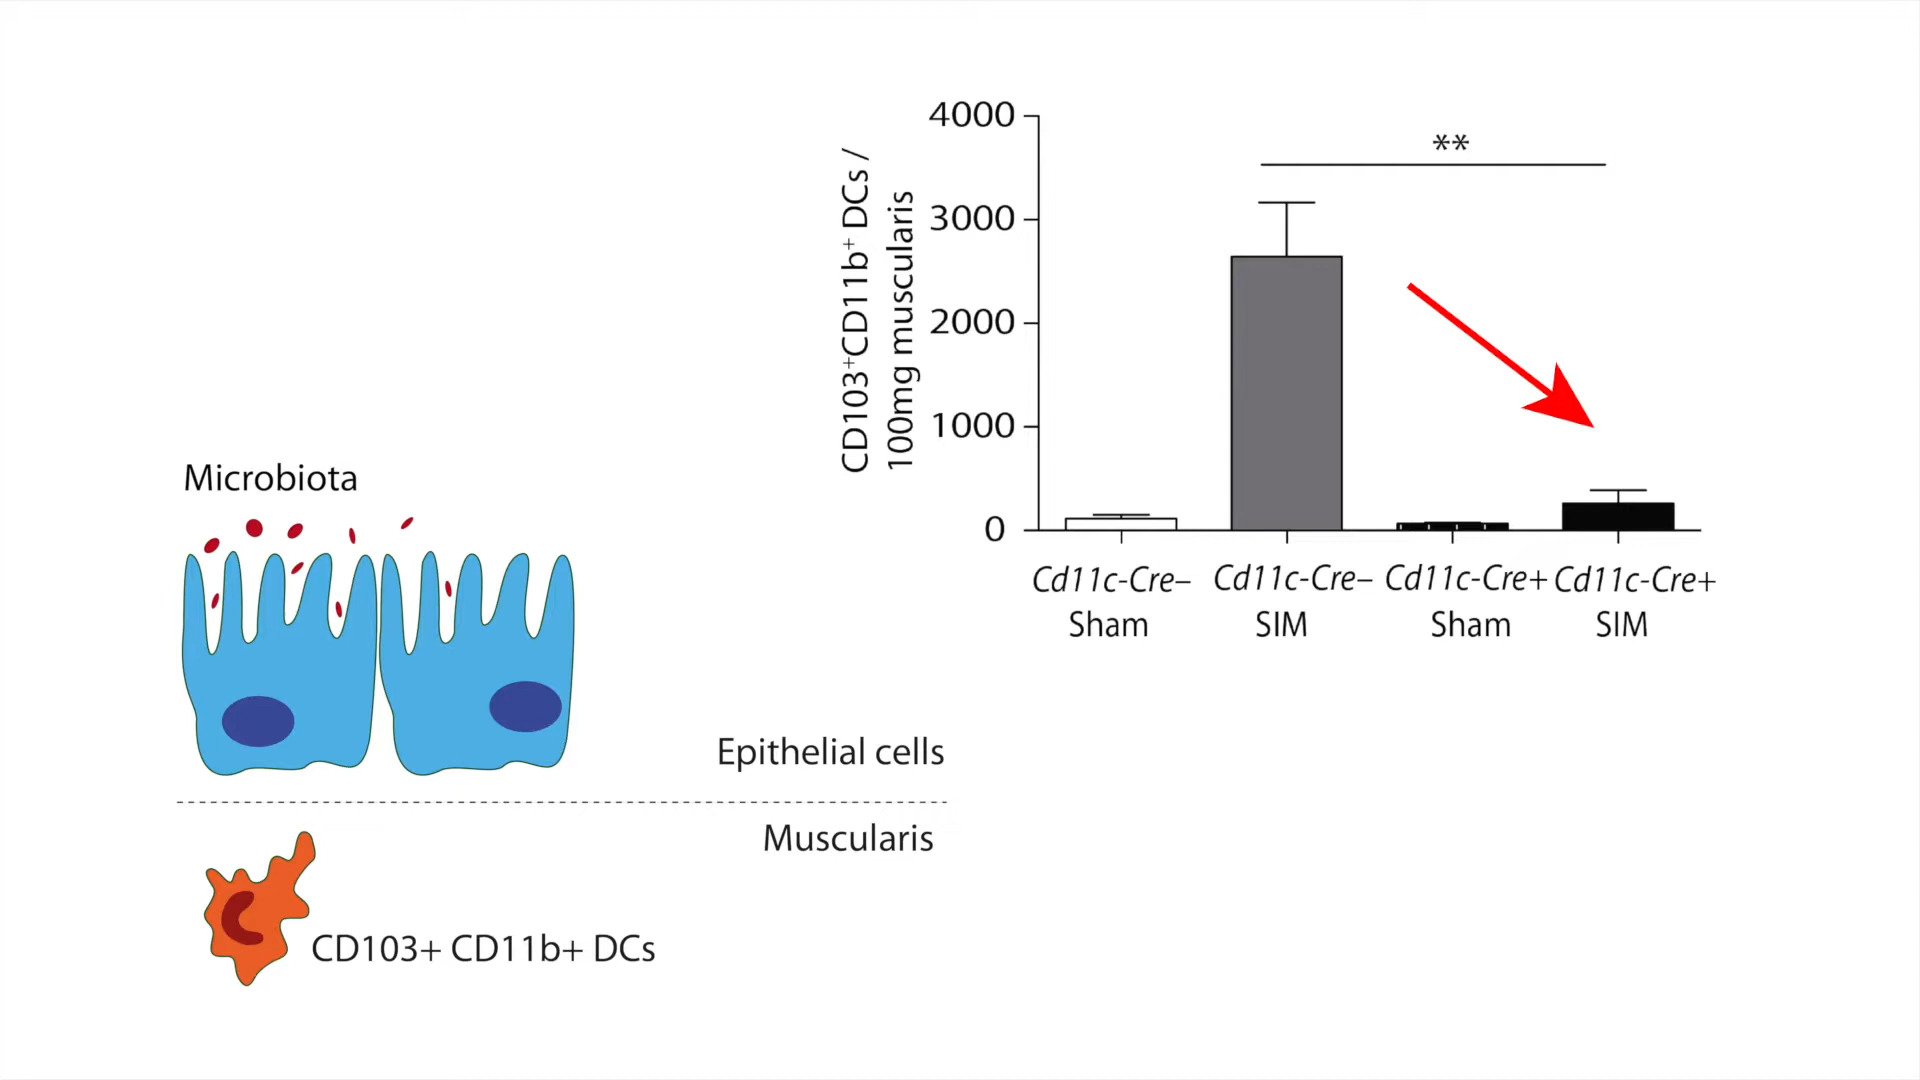 4000
3000
2000
1000
0
CD103⁺CD11b⁺ DCs /
100mg muscularis
**
Cd11c-Cre– Cd11c-Cre– Cd11c-Cre+ Cd11c-Cre+
Sham SIM Sham SIM
Microbiota
Epithelial cells
Muscularis
CD103+ CD11b+ DCs